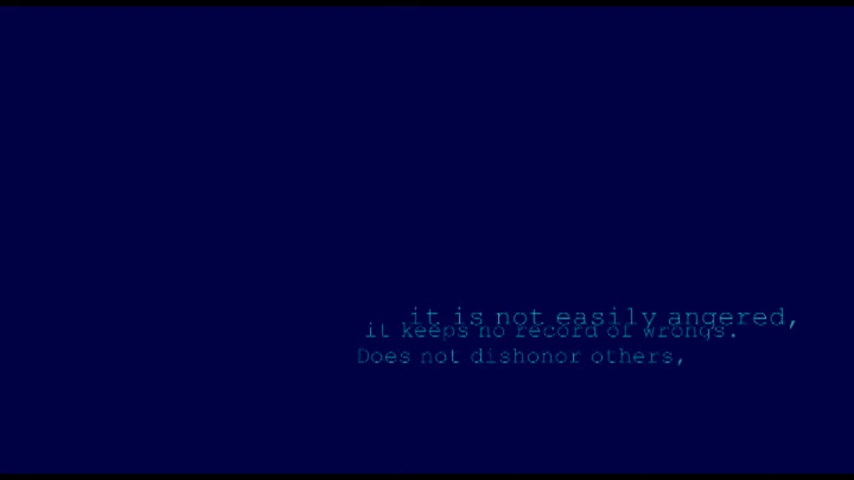 it is not easily angered,
it keeps no record of wrongs.
Does not dishonor others,